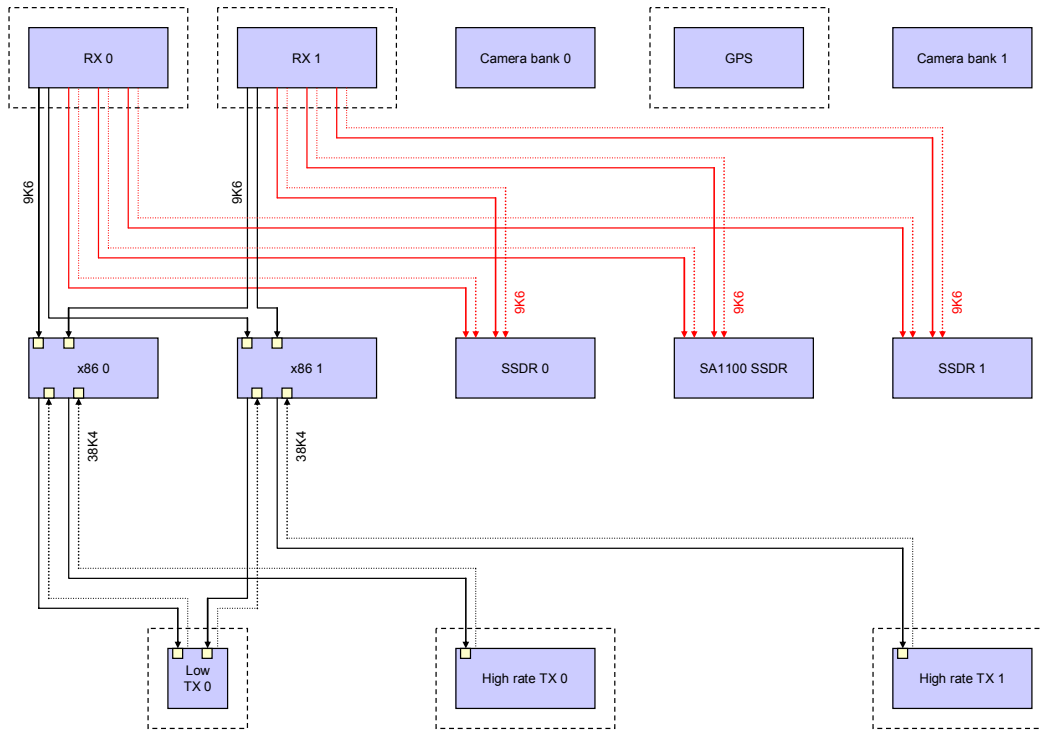 RX 0
RX 1
Camera bank 0
GPS
Camera bank 1
9K6
9K6
9K6
9K6
9K6
x86 0
x86 1
SSDR 0
SA1100 SSDR
SSDR 1
38K4
38K4
Low
TX 0
High rate TX 0
High rate TX 1